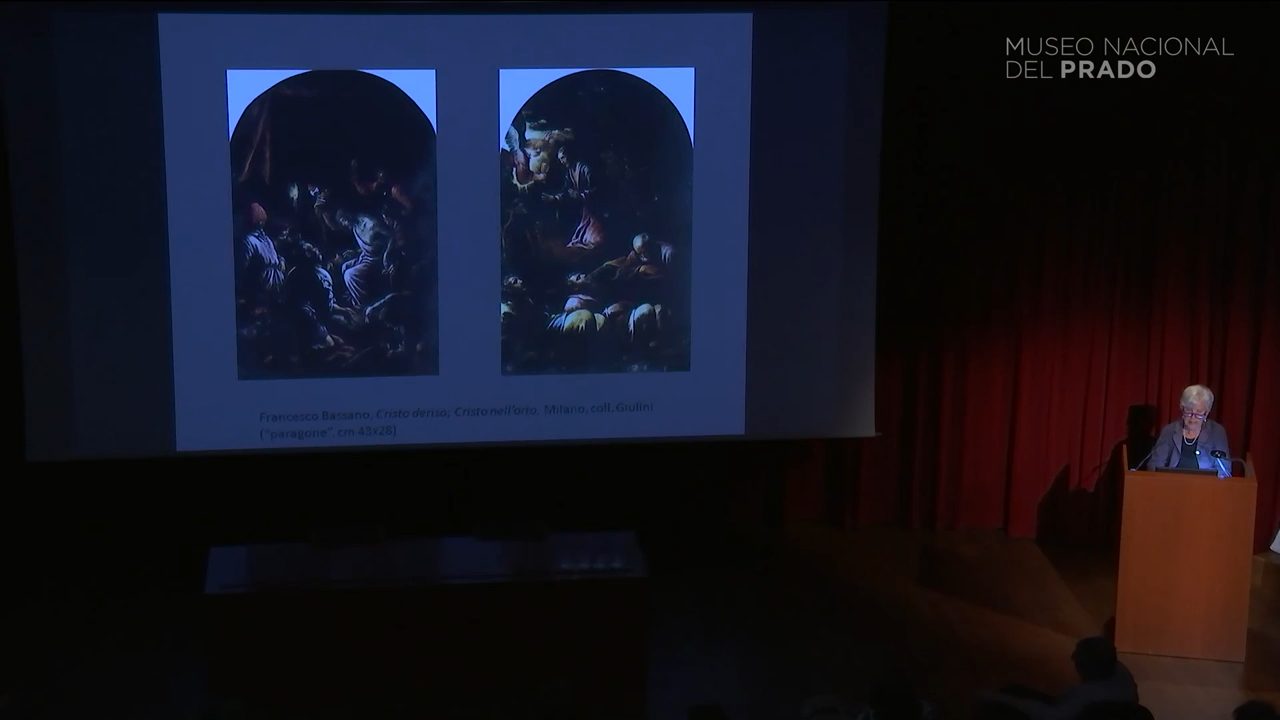 MUSEO NACIONAL
DEL PRADO
Francesco Bassano, Cristo deriso; Cristo nell'orto. Milano, coll. Giulini
("paragone", cm 43x28)